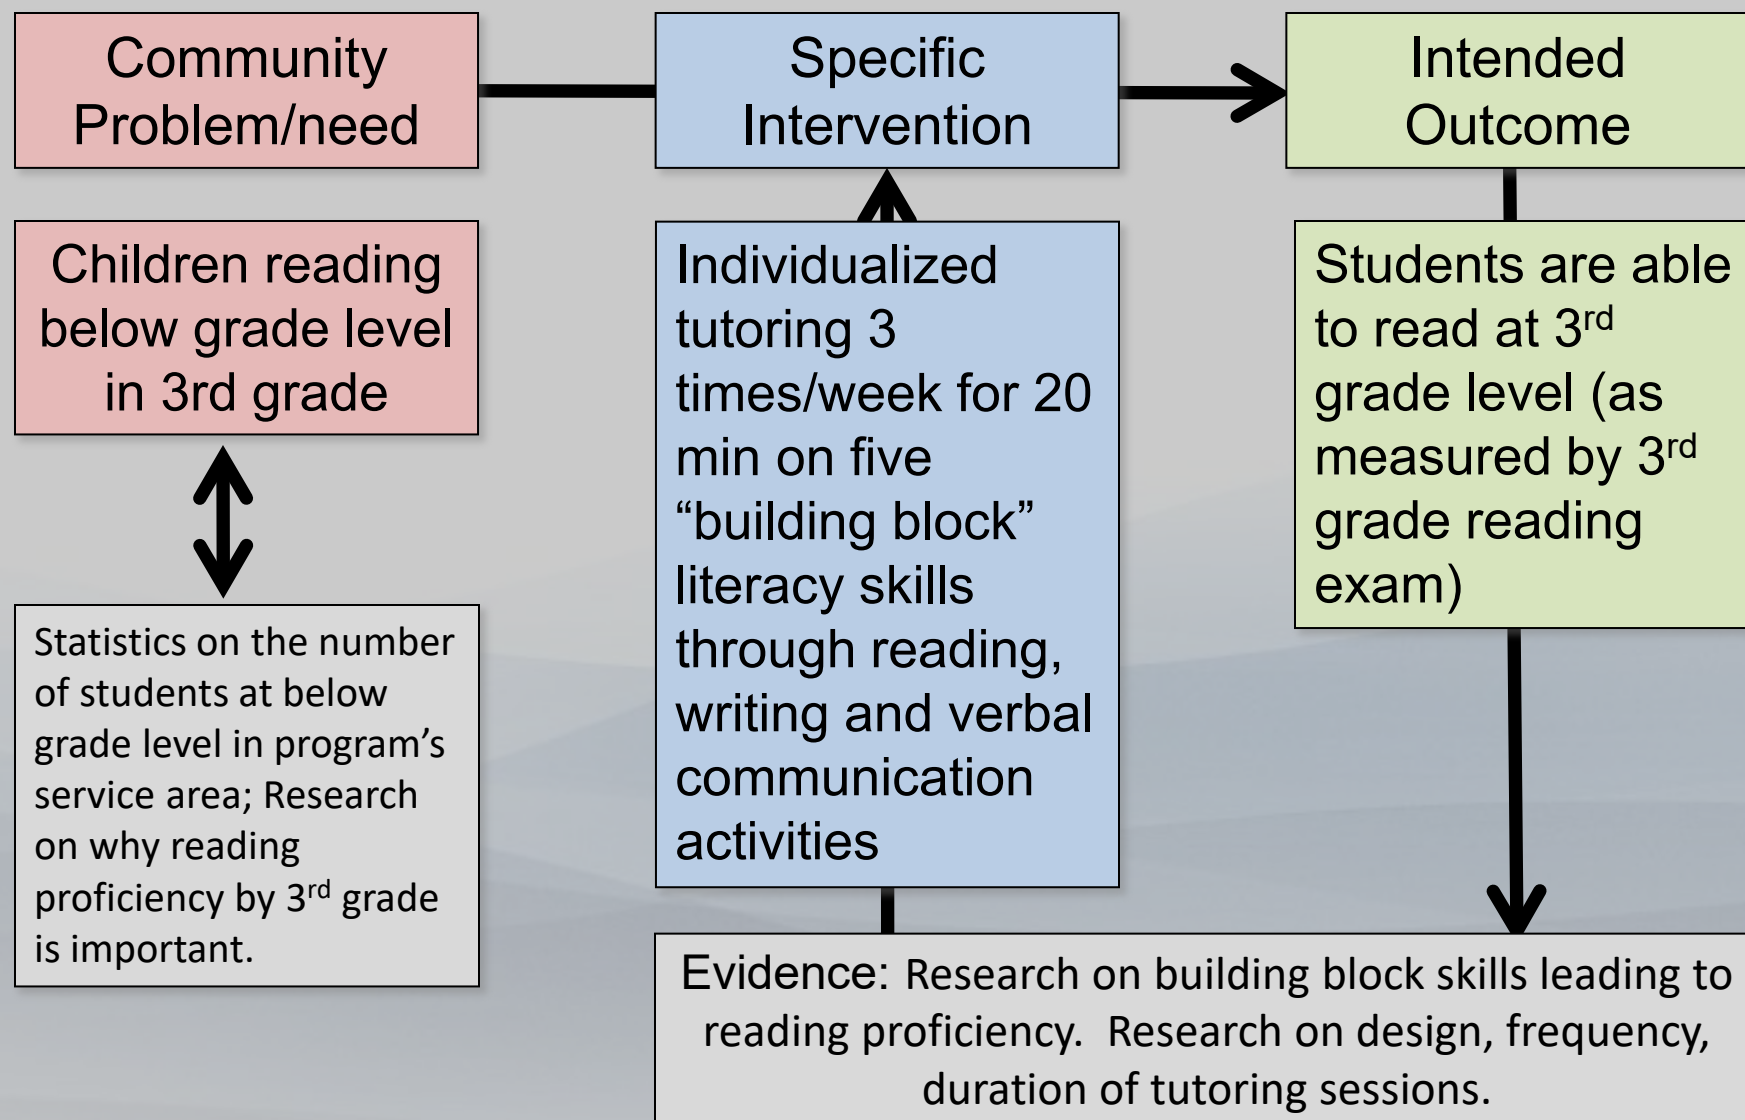 Community
Problem/need
Specific
Intervention
Intended
Outcome
Children reading
below grade level
in 3rd grade
Statistics on the number
of students at below
grade level in program’s
service area; Research
on why reading
proficiency by 3rd grade
is important.
Individualized
tutoring 3
times/week for 20
min on five
“building block”
literacy skills
through reading,
writing and verbal
communication
activities
Students are able
to read at 3rd
grade level (as
measured by 3rd
grade reading
exam)
Evidence: Research on building block skills leading to
reading proficiency.  Research on design, frequency,
duration of tutoring sessions.